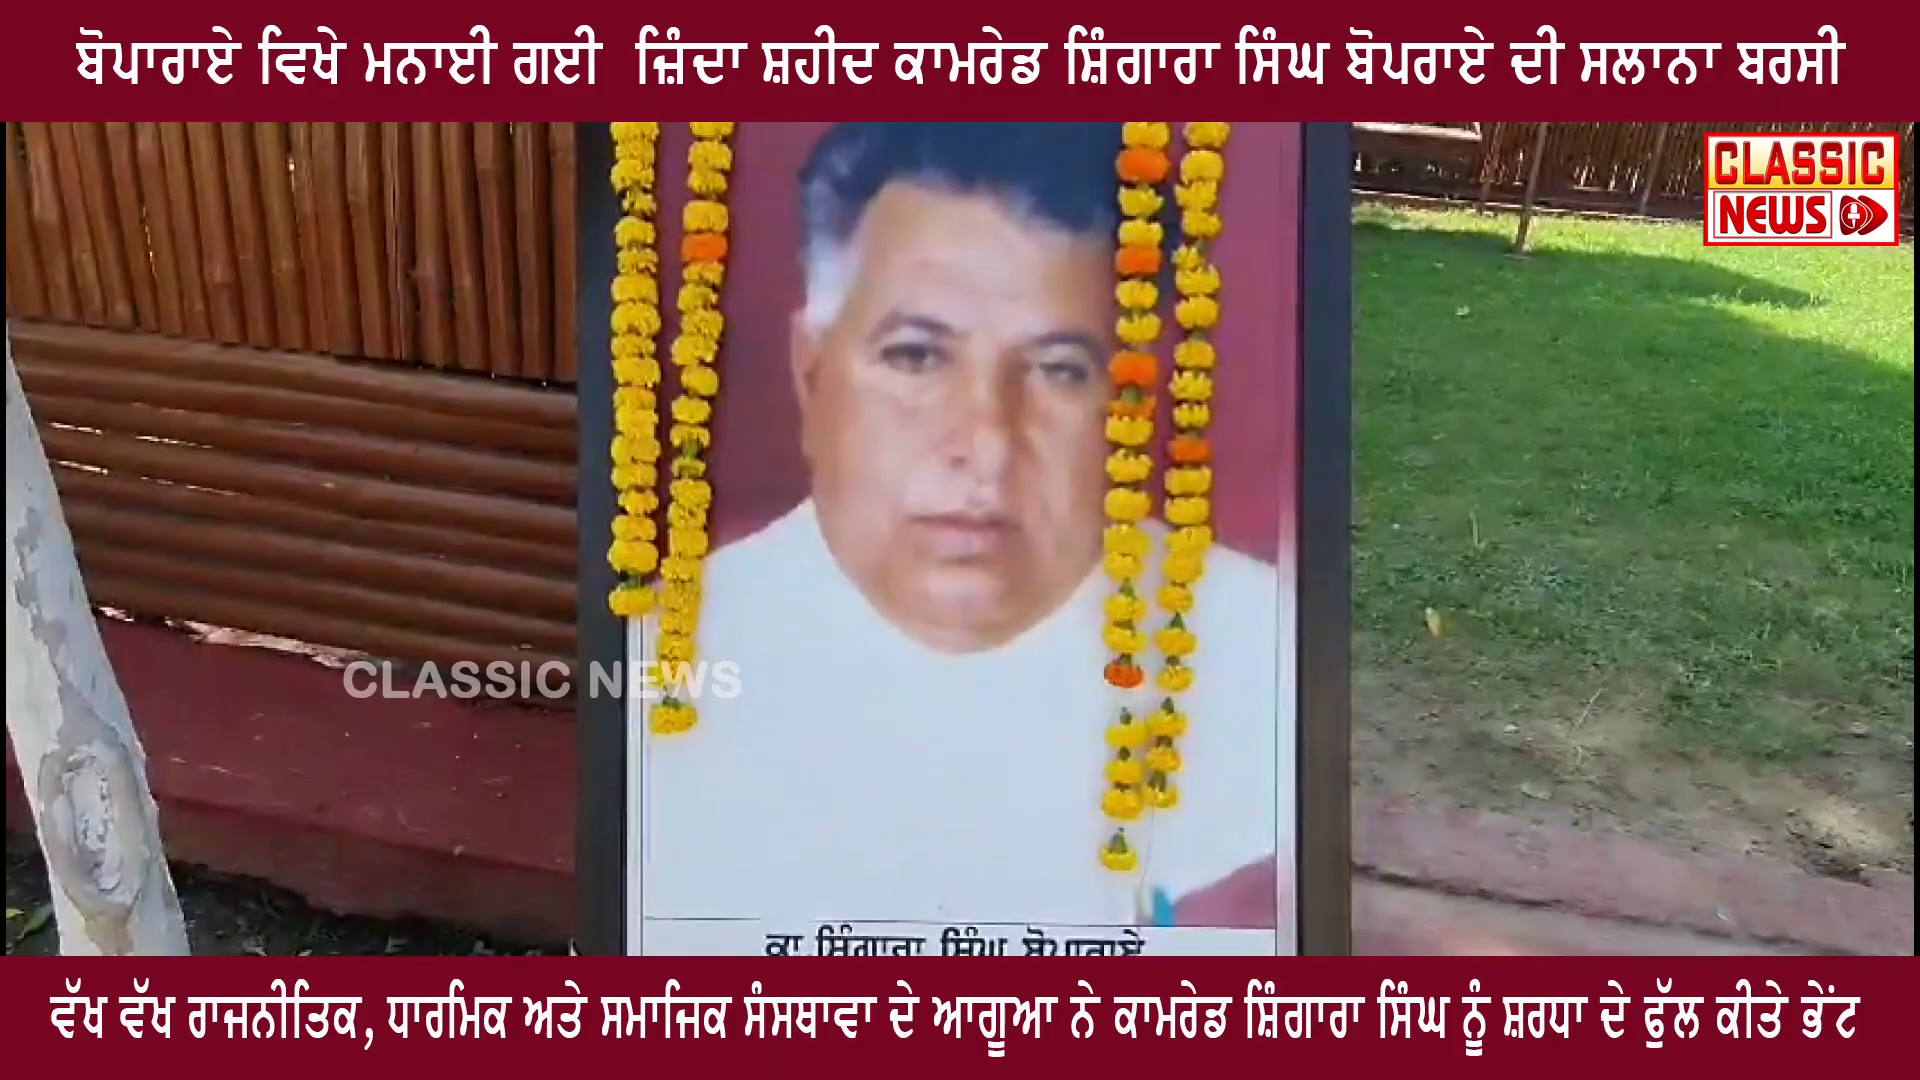 ਬੋਪਾਰਾਏ ਵਿਖੇ ਮਨਾਈ ਗਈ ਜ਼ਿੰਦਾ ਸ਼ਹੀਦ ਕਾਮਰੇਡ ਸ਼ਿੰਗਾਰਾ ਸਿੰਘ ਬੋਪਰਾਏ ਦੀ ਸਲਾਨਾ ਬਰਸੀ
CLASSIC
NEWS
CLASSIC NEWS
ਕਾ.ਸ਼ਿੰਗਾਰਾ ਸਿੰਘ ਬੋਪਾਰਾਏ
ਵੱਖ ਵੱਖ ਰਾਜਨੀਤਿਕ, ਧਾਰਮਿਕ ਅਤੇ ਸਮਾਜਿਕ ਸੰਸਥਾਵਾ ਦੇ ਆਗੂਆ ਨੇ ਕਾਮਰੇਡ ਸ਼ਿੰਗਾਰਾ ਸਿੰਘ ਨੂੰ ਸ਼ਰਧਾ ਦੇ ਫੁੱਲ ਕੀਤੇ ਭੇਂਟ